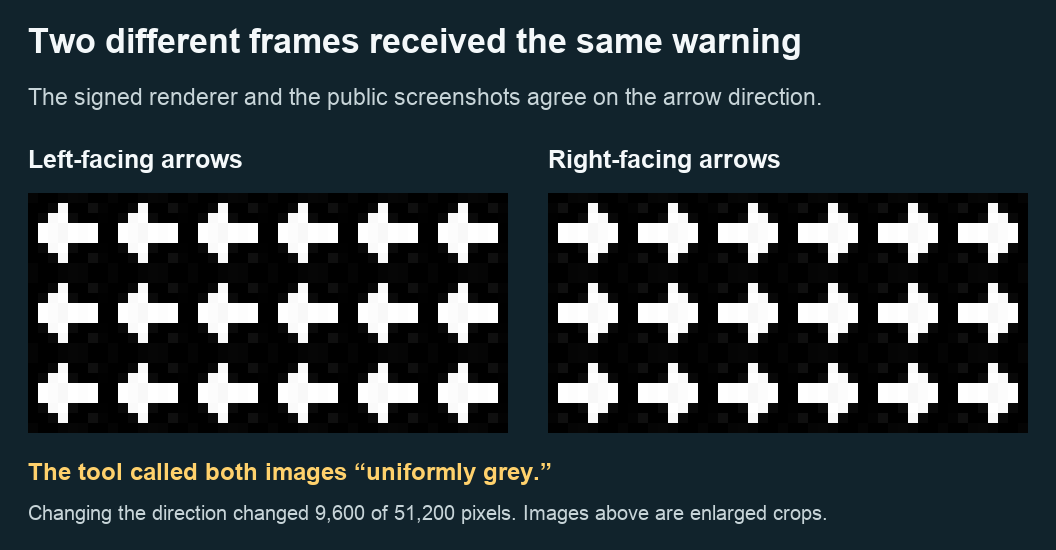 Two different frames received the same warning
The signed renderer and the public screenshots agree on the arrow direction.
Left-facing arrows
Right-facing arrows
The tool called both images “uniformly grey.”
Changing the direction changed 9,600 of 51,200 pixels. Images above are enlarged crops.